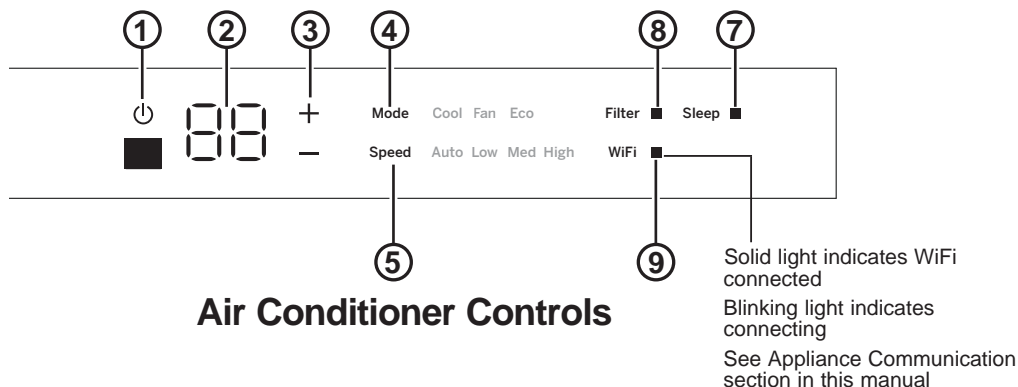 1 2 3 4 8 7
88 + Mode Cool Fan Eco Filter Sleep
− Speed Auto Low Med High WiFi
5 9
Air Conditioner Controls
Solid light indicates WiFi
connected
Blinking light indicates
connecting
See Appliance Communication
section in this manual